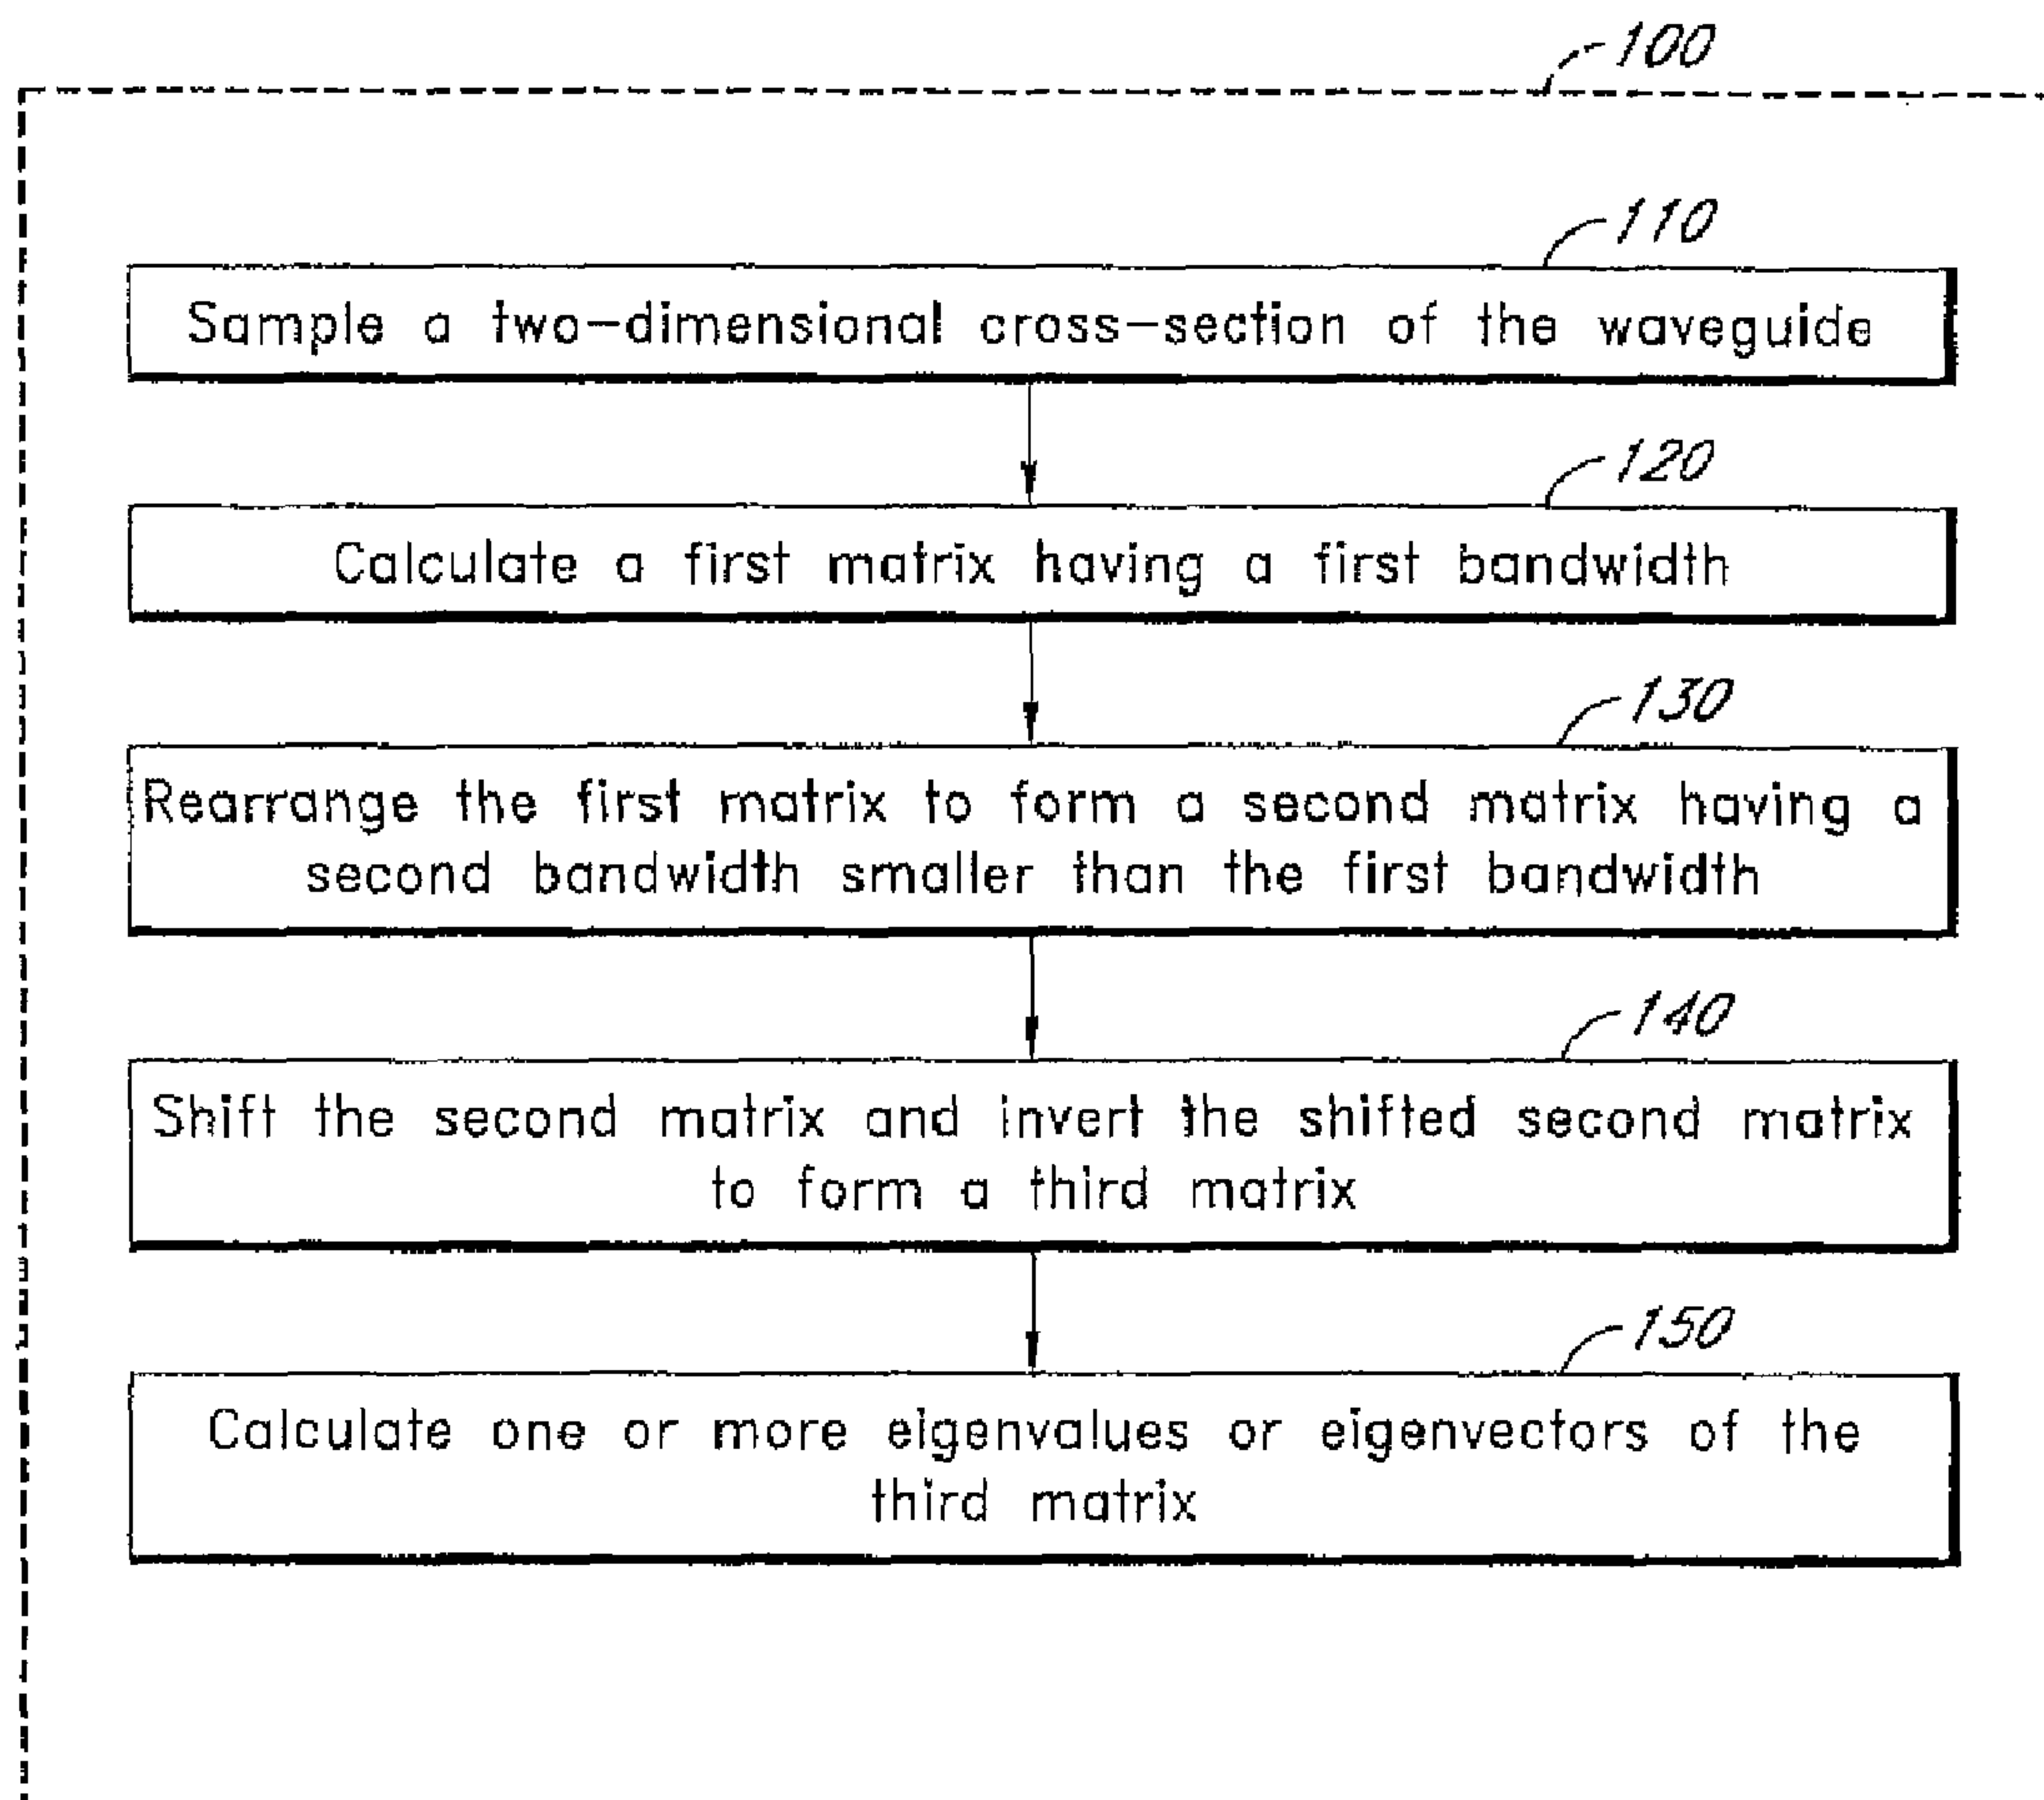 100
110
Sample a two-dimensional cross-section of the waveguide
120
Calculate a first matrix having a first bandwidth
130
Rearrange the first matrix to form a second matrix having a
second bandwidth smaller than the first bandwidth
140
Shift the second matrix and invert the shifted second matrix
to form a third matrix
150
Calculate one or more eigenvalues or eigenvectors of the
third matrix